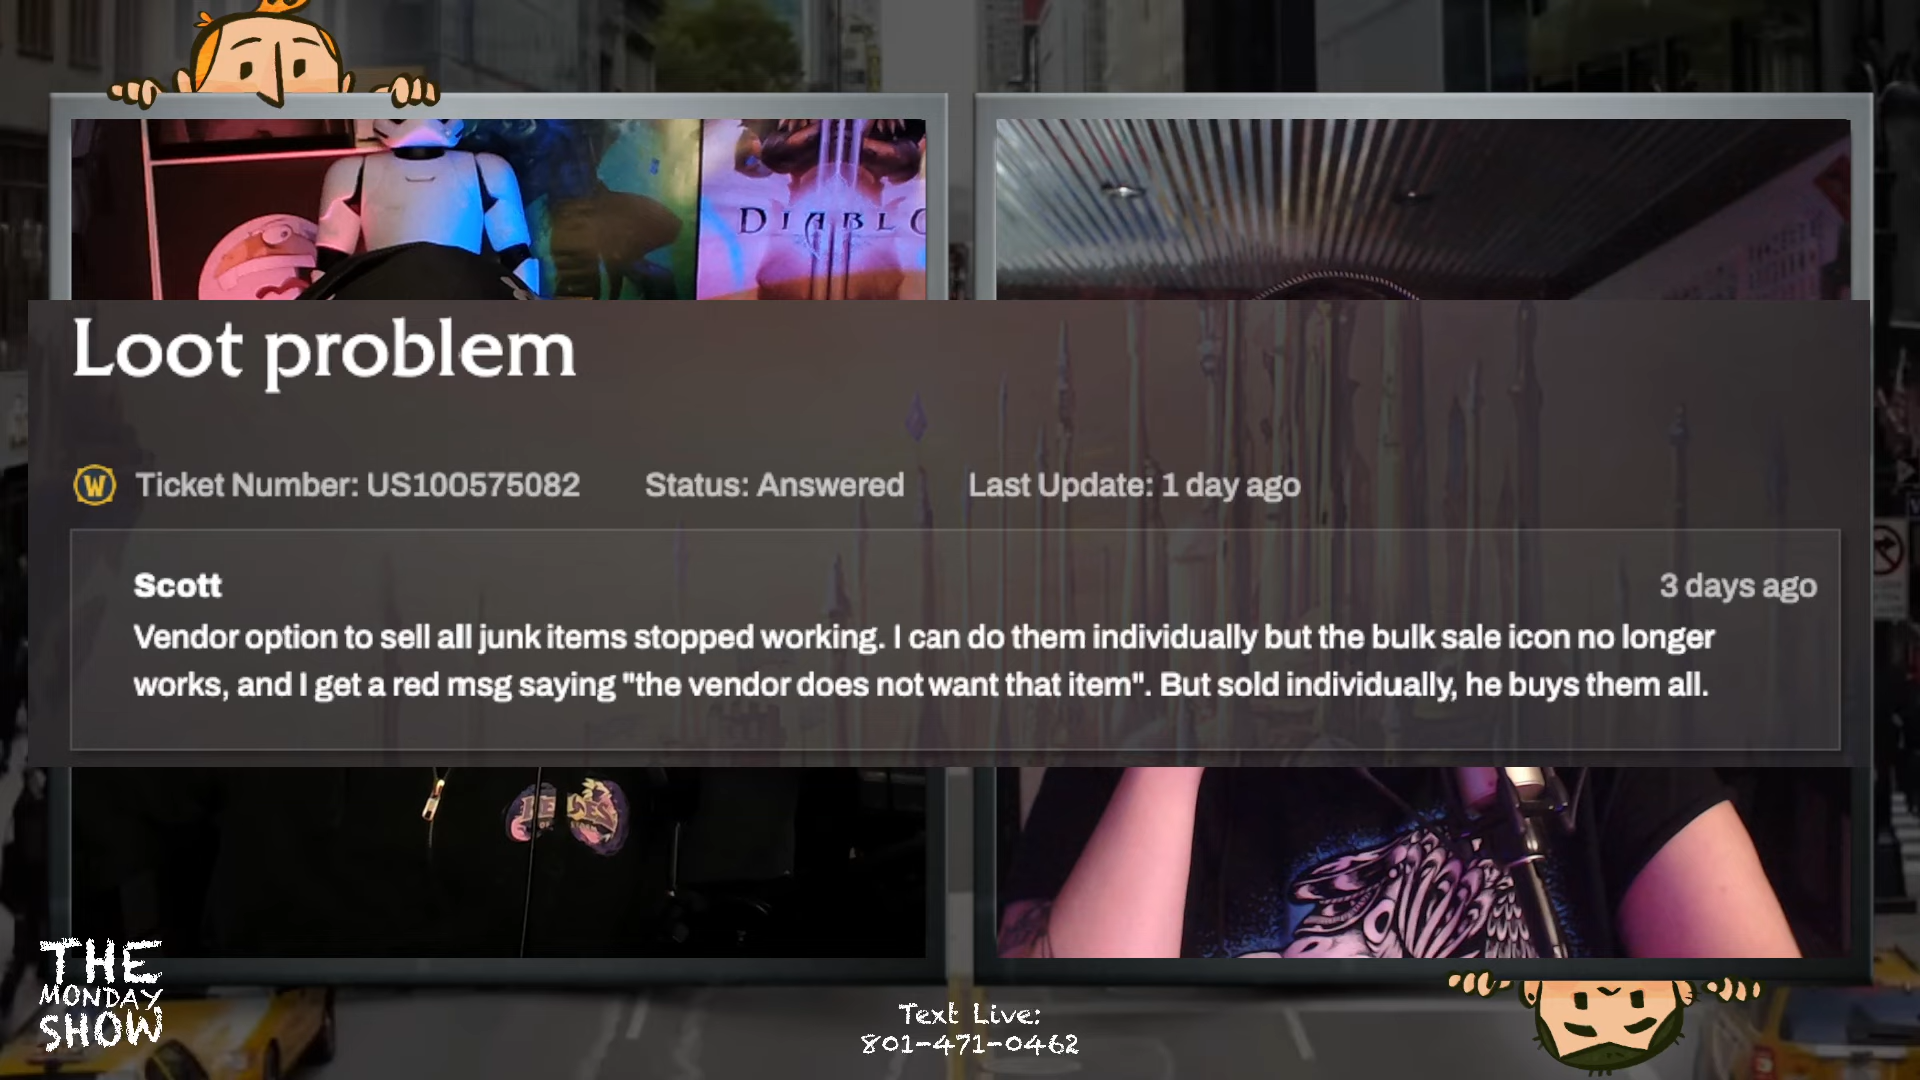 DIABLO
Loot problem
Ticket Number: US100575082 Status: Answered Last Update: 1 day ago
Scott 3 days ago
Vendor option to sell all junk items stopped working. I can do them individually but the bulk sale icon no longer
works, and I get a red msg saying "the vendor does not want that item". But sold individually, he buys them all.
THE
MONDAY
SHOW
Text Live:
801-471-0462